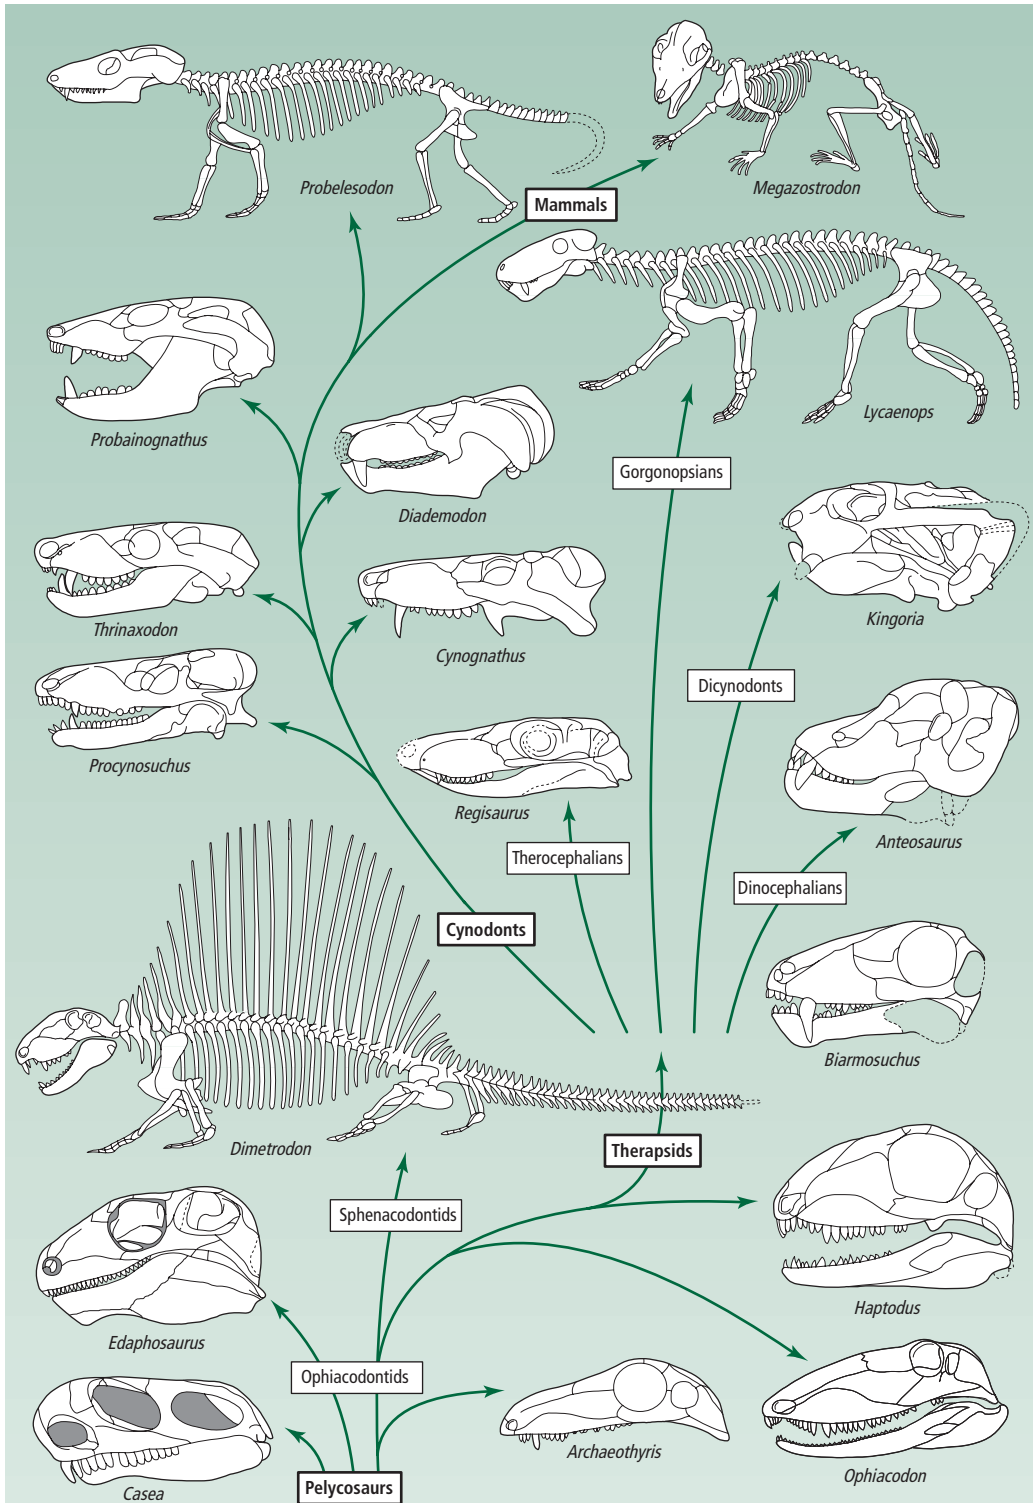 Probelesodon
Megazostrodon
Mammals
Lycaenops
Probainognathus
Gorgonopsians
Diademodon
Kingoria
Thrinaxodon
Cynognathus
Dicynodonts
Procynosuchus
Regisaurus
Anteosaurus
Therocephalians
Dinocephalians
Cynodonts
Biarmosuchus
Dimetrodon
Therapsids
Sphenacodontids
Haptodus
Edaphosaurus
Ophiacodontids
Archaeothyris
Ophiacodon
Pelycosaurs
Casea